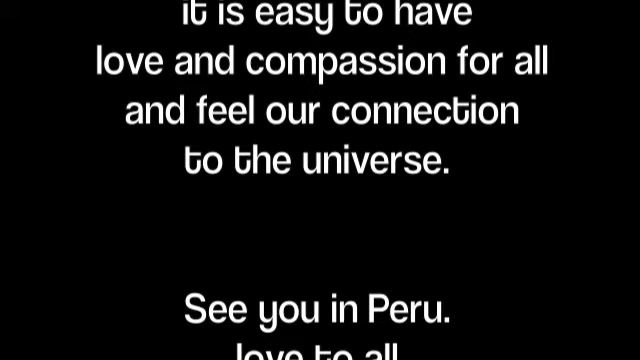 it is easy to have
love and compassion for all
and feel our connection
to the universe.
See you in Peru.
love to all